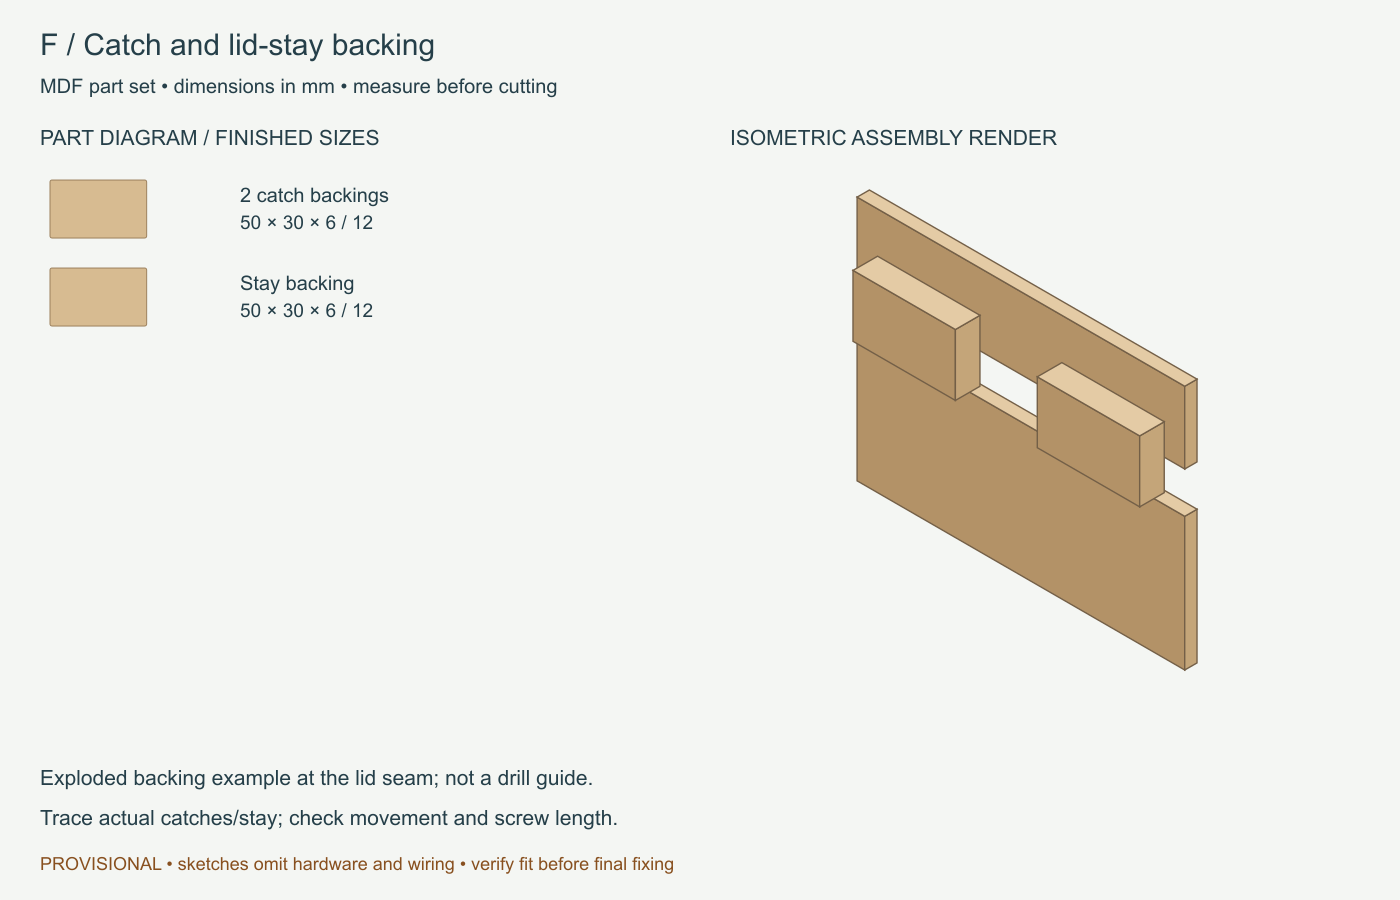 F / Catch and lid-stay backing
MDF part set • dimensions in mm • measure before cutting
PART DIAGRAM / FINISHED SIZES
ISOMETRIC ASSEMBLY RENDER
2 catch backings
50 × 30 × 6 / 12
Stay backing
50 × 30 × 6 / 12
Exploded backing example at the lid seam; not a drill guide.
Trace actual catches/stay; check movement and screw length.
PROVISIONAL • sketches omit hardware and wiring • verify fit before final fixing